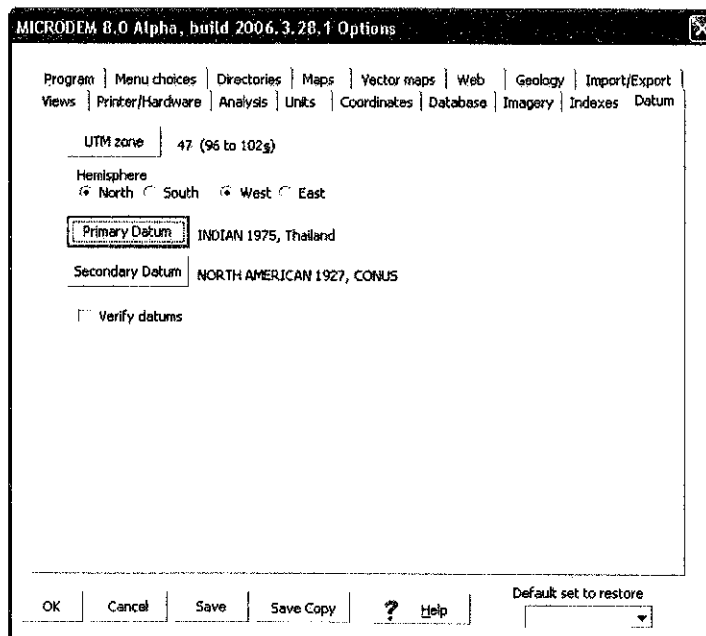 MICRODEM 8.0 Alpha, build 2006.3.28.1 Options
Program Menu choices Directories Maps Vector maps Web Geology Import/Export
Views Printer/Hardware Analysis Units Coordinates Database Imagery Indexes Datum
UTM zone 47 (96 to 102s)
Hemisphere
North South West East
Primary Datum INDIAN 1975, Thailand
Secondary Datum NORTH AMERICAN 1927, CONUS
Verify datums
Default set to restore
OK Cancel Save Save Copy ? Help